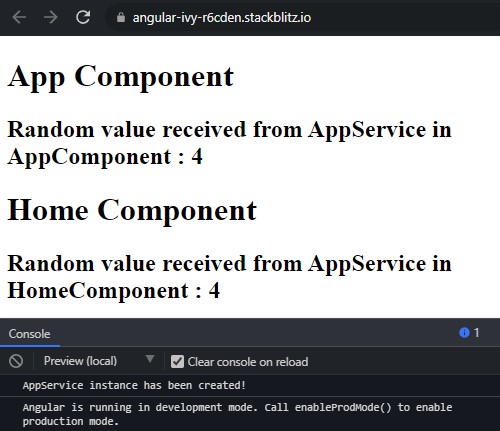 angular-ivy-r6cden.stackblitz.io
App Component
Random value received from AppService in
AppComponent : 4
Home Component
Random value received from AppService in
HomeComponent : 4
Console
1
Preview (local)
Clear console on reload
AppService instance has been created!
Angular is running in development mode. Call enableProdMode() to enable
production mode.